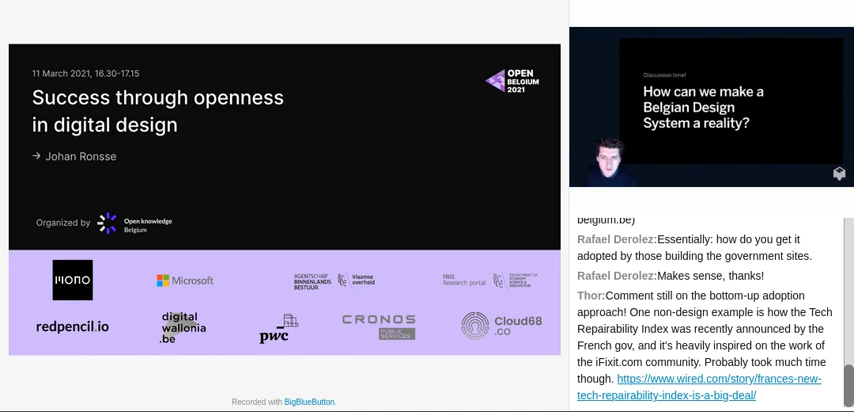 11 March 2021, 16.30-17.15
Success through openness
in digital design
→ Johan Ronsse
OPEN
BELGIUM
2021
Organized by
Open knowledge
Belgium
MONO
Microsoft
AGENTSCHAP
BINNENLANDS
BESTUUR
Vlaamse
overheid
FRIS
Research portal
DEPARTMENT OF
ECONOMY
SCIENCE &
INNOVATION
redpencil.io
digital
wallonia
.be
pwc
CRONOS
PUBLIC
SERVICES
Cloud68
.CO
Recorded with BigBlueButton.
Discussion time!
How can we make a
Belgian Design
System a reality?
belgium.be)
Rafael Derolez:Essentially: how do you get it
adopted by those building the government sites.
Rafael Derolez:Makes sense, thanks!
Thor:Comment still on the bottom-up adoption
approach! One non-design example is how the Tech
Repairability Index was recently announced by the
French gov, and it's heavily inspired on the work of
the iFixit.com community. Probably took much time
though. https://www.wired.com/story/frances-new-
tech-repairability-index-is-a-big-deal/